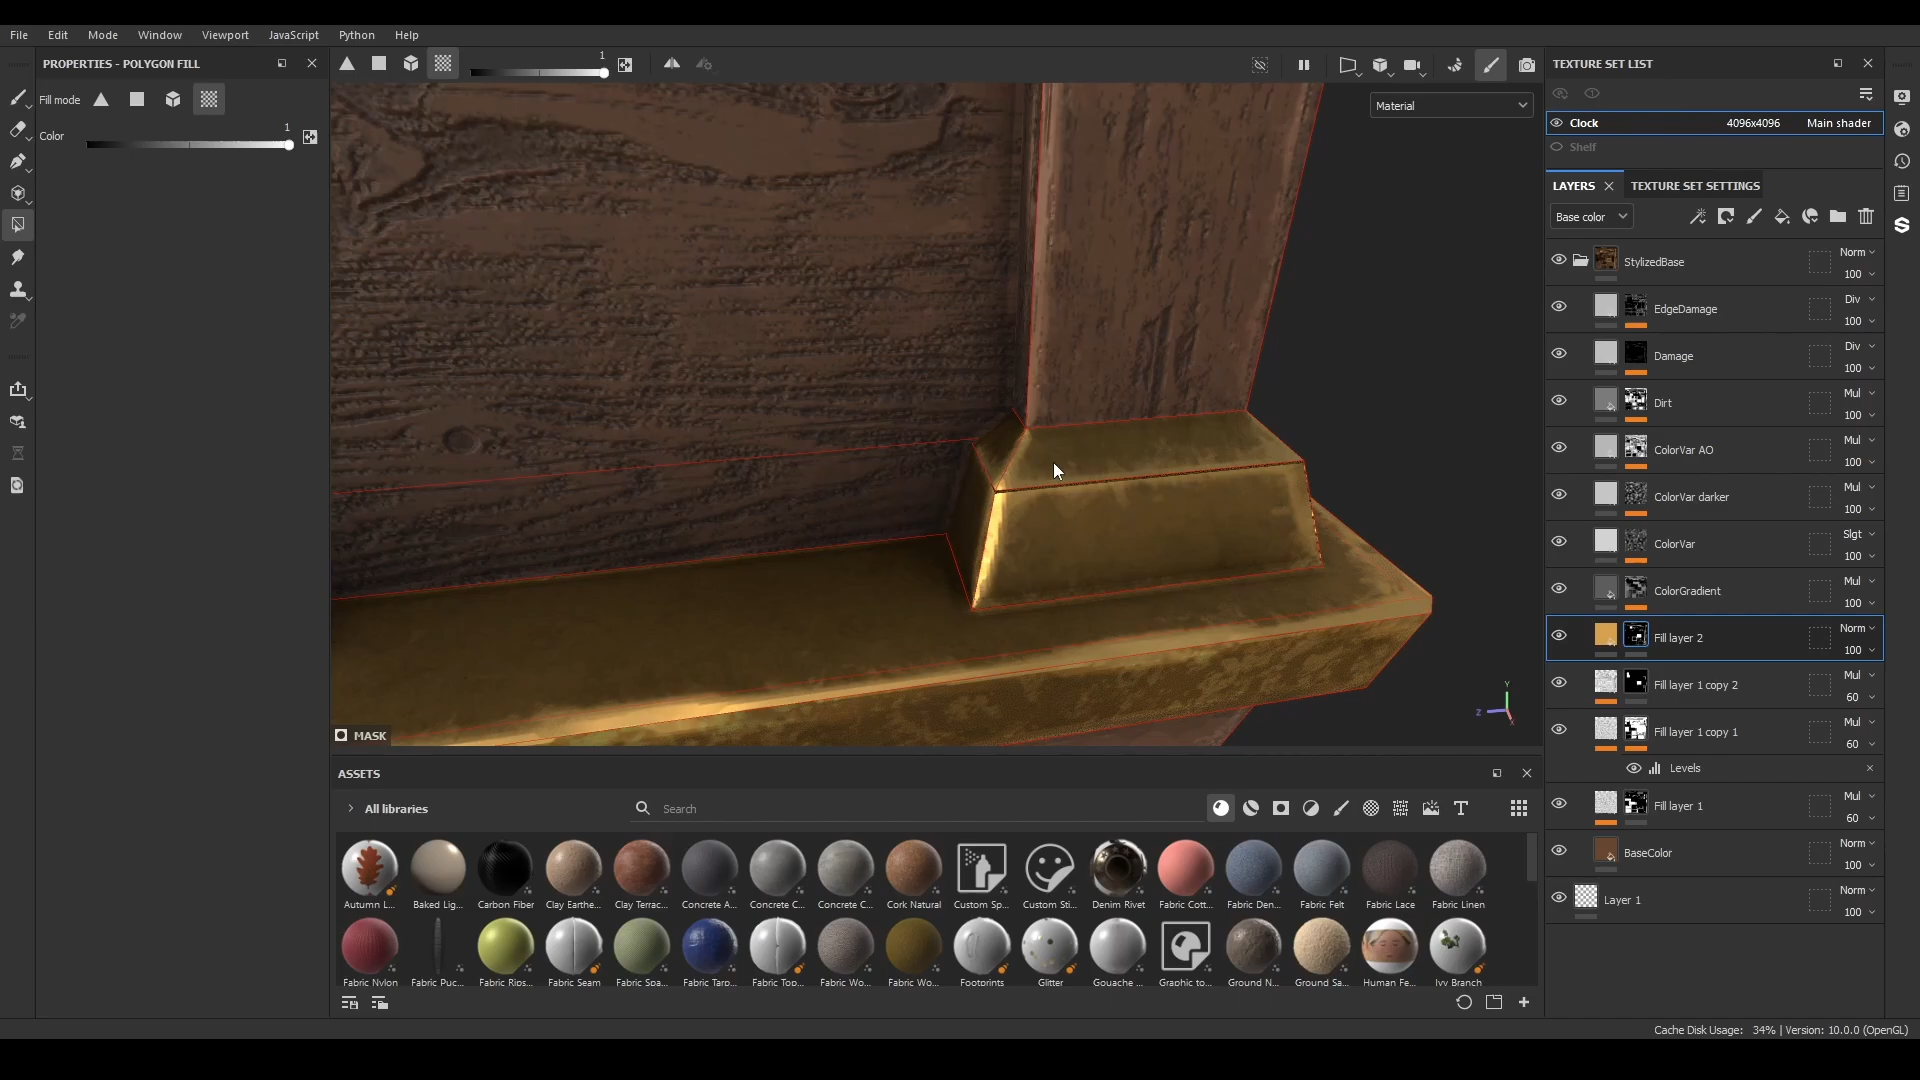 File Edit Mode Window Viewport JavaScript Python Help
PROPERTIES - POLYGON FILL
Fill mode
Color 1
1
Material
MASK
Y
Z
X
ASSETS
All libraries
Search
Autumn L... Baked Lig... Carbon Fiber Clay Earthe... Clay Terrac... Concrete A... Concrete C... Concrete C... Cork Natural Custom Sp... Custom Sti... Denim Rivet Fabric Cott... Fabric Den... Fabric Felt Fabric Lace Fabric Linen
Fabric Nylon Fabric Puc... Fabric Rips... Fabric Seam Fabric Spa... Fabric Tarp... Fabric Top... Fabric Wo... Fabric Wo... Footprints Glitter Gouache ... Graphic to... Ground N... Ground Sa... Human Fe... Ivy Branch
TEXTURE SET LIST
Clock 4096x4096 Main shader
Shelf
LAYERS TEXTURE SET SETTINGS
Base color
StylizedBase Norm 100
EdgeDamage Div 100
Damage Div 100
Dirt Mul 100
ColorVar AO Mul 100
ColorVar darker Mul 100
ColorVar Slgt 100
ColorGradient Mul 100
Fill layer 2 Norm 100
Fill layer 1 copy 2 Mul 60
Fill layer 1 copy 1 Mul 60
Levels
Fill layer 1 Mul 60
BaseColor Norm 100
Layer 1 Norm 100
Cache Disk Usage: 34% | Version: 10.0.0 (OpenGL)